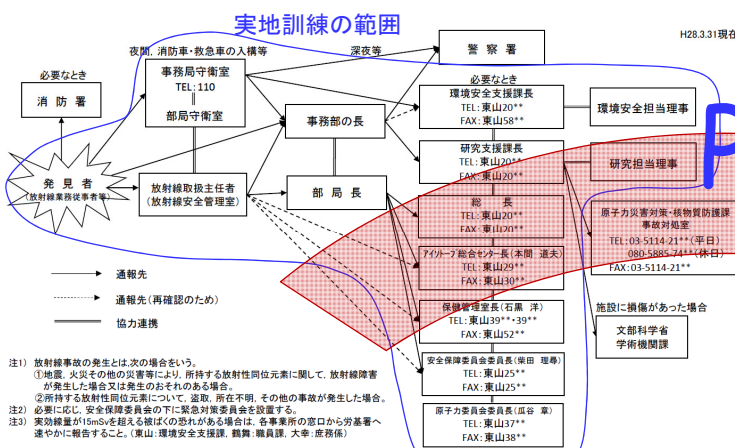 実地訓練の範囲
H28.3.31現在
夜間, 消防車・救急車の入構等
深夜等
必要なとき
消 防 署
事務局守衛室
TEL:110
部局守衛室
警 察 署
必要なとき
環境安全支援課長
TEL:東山20**
FAX:東山58**
環境安全担当理事
事務部の長
研究支援課長
TEL:東山20**
FAX:東山20**
研究担当理事
発 見 者
(放射線業務従事者等)
放射線取扱主任者
(放射線安全管理室)
部 局 長
総 長
TEL:東山20**
FAX:東山20**
原子力災害対策・核物質防護課
事故対処室
TEL:03-5114-21**(平日)
080-5885-74**(休日)
FAX:03-5114-21**
アイソトープ総合センター長(本間 道夫)
TEL:東山29**
FAX:東山30**
通報先
通報先(再確認のため)
協力連携
保健管理室長(石黒 洋)
TEL:東山39**・39**
FAX:東山52**
施設に損傷があった場合
文部科学省
学術機関課
安全保障委員会委員長(柴田 理尋)
TEL:東山25**
FAX:東山25**
原子力委員会委員長(瓜谷 章)
TEL:東山37**
FAX:東山38**
注1) 放射線事故の発生とは,次の場合をいう。
①地震, 火災その他の災害等により, 所持する放射性同位元素に関して, 放射線障害
が発生した場合又は発生のおそれのある場合。
②所持する放射性同位元素について, 盗取, 所在不明, その他の事故が発生した場合。
注2) 必要に応じ, 安全保障委員会の下に緊急対策委員会を設置する。
注3) 実効線量が15mSvを超える被ばくの恐れがある場合は, 各事業所の窓口から労基署へ
速やかに報告すること。(東山:環境安全支援課, 鶴舞:職員課, 大幸:庶務係)
p